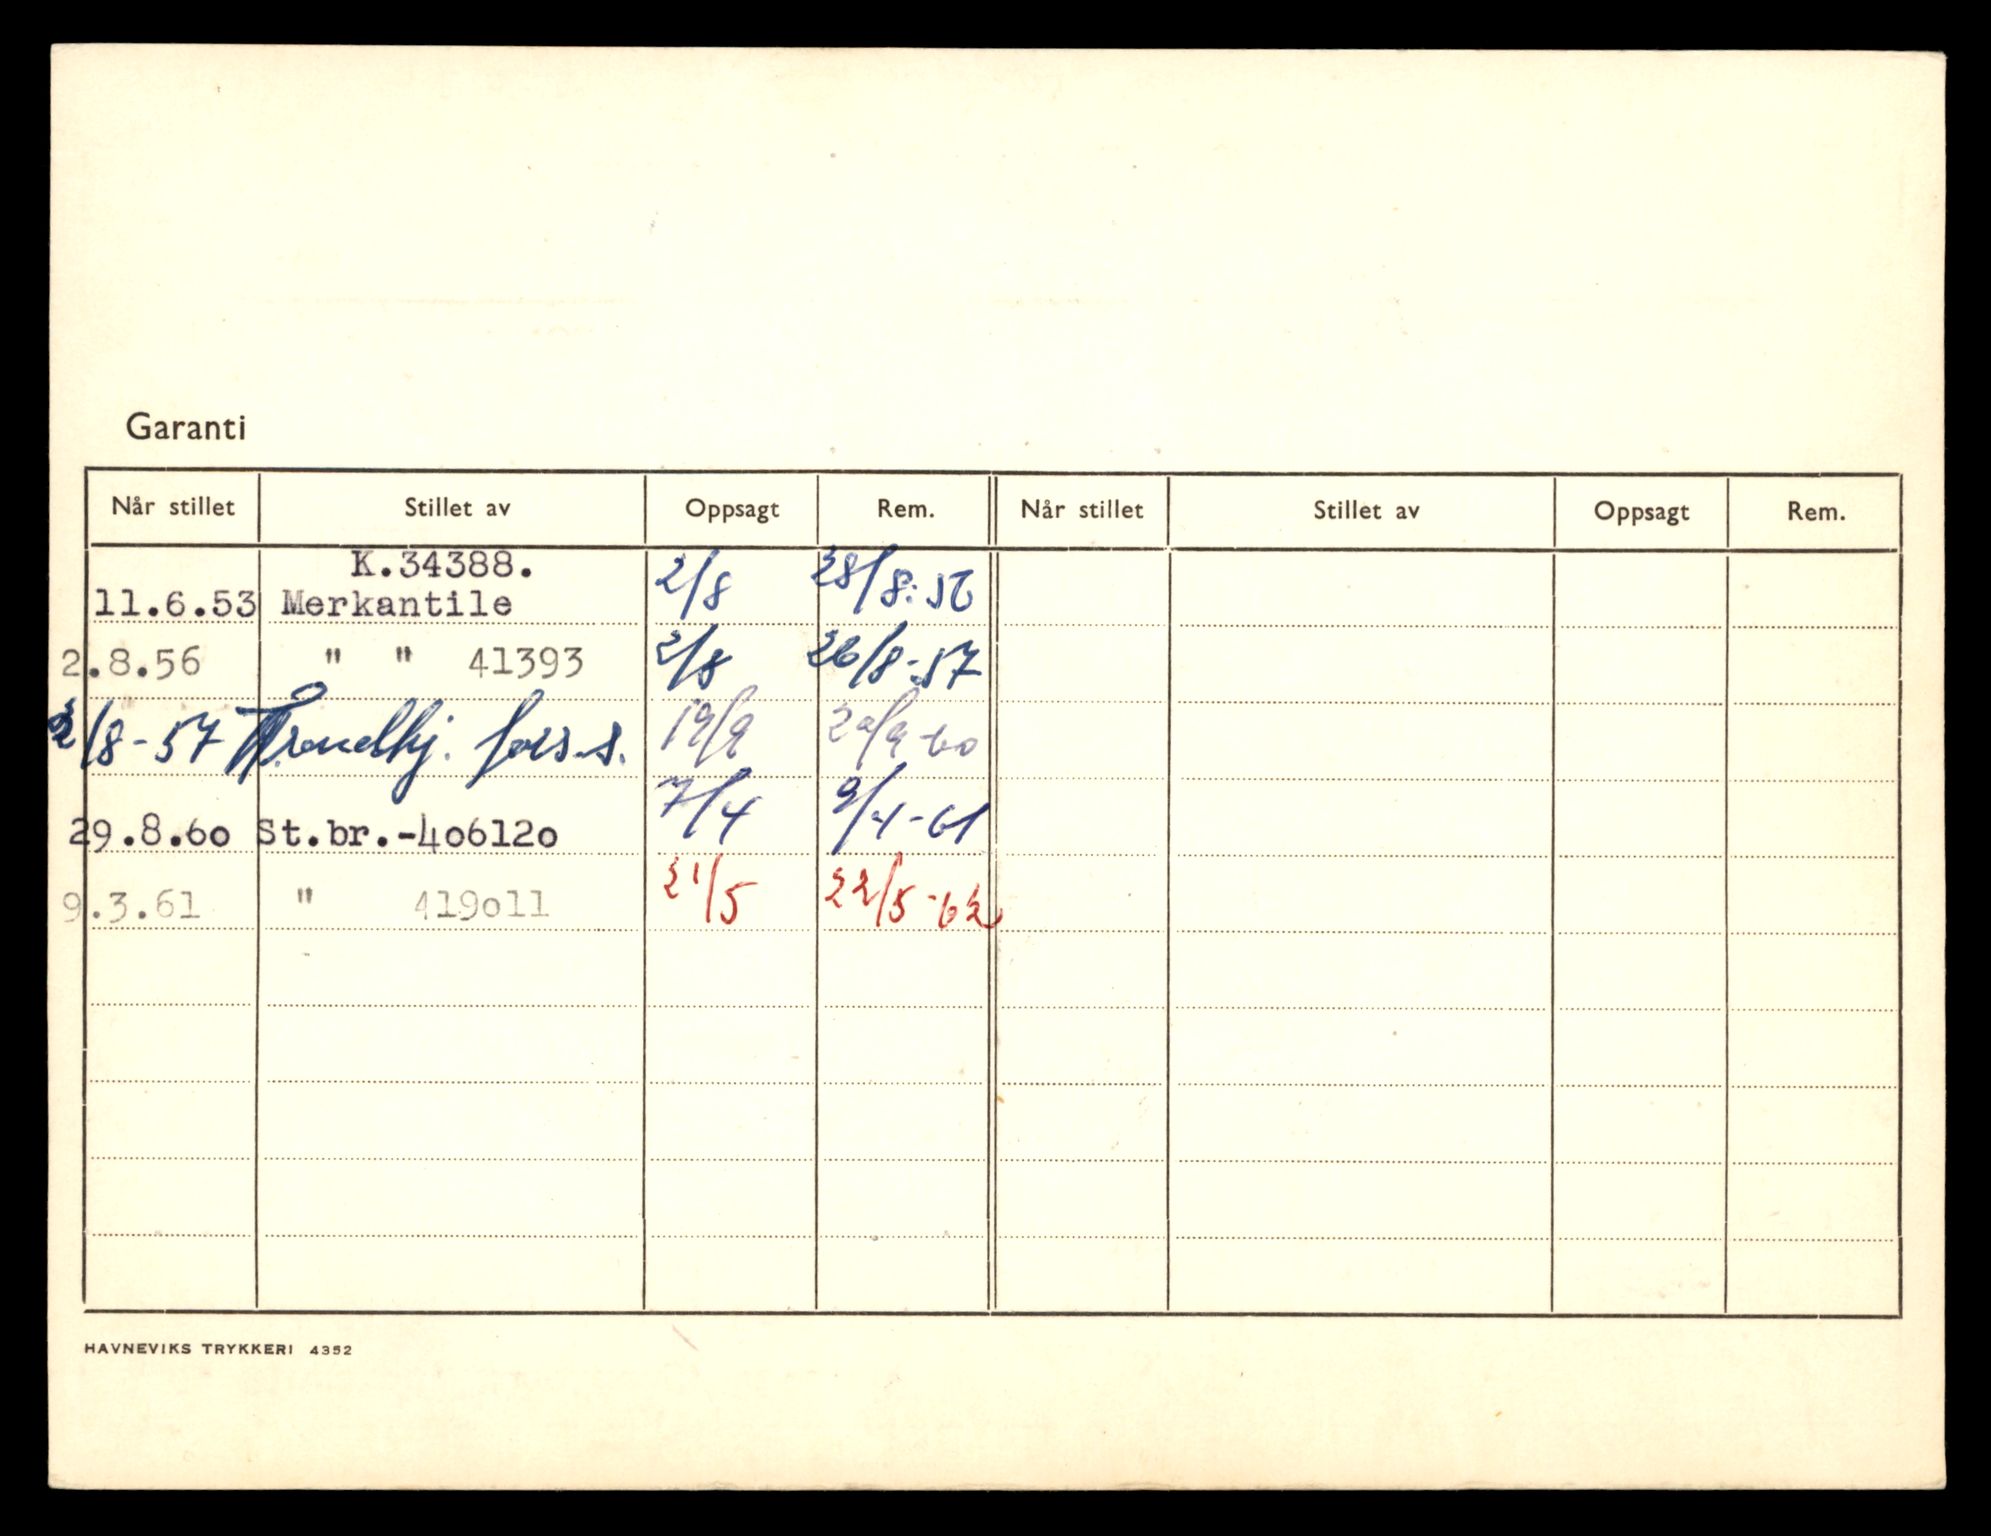 Garanti
Når stillet Stillet av Oppsagt Rem. Når stillet Stillet av Oppsagt Rem.
K.34388.
11.6.53 Merkantile 2/8 28/8.56
2.8.56 " " 41393 2/8 26/8-57
2/8-57 Trondhj. fors.s. 19/9 20/9-60
29.8.60 St.br.-406120 7/4 9/4-61
9.3.61 " 419011 21/5 22/5-62
HAVNEVIKS TRYKKERI 4352